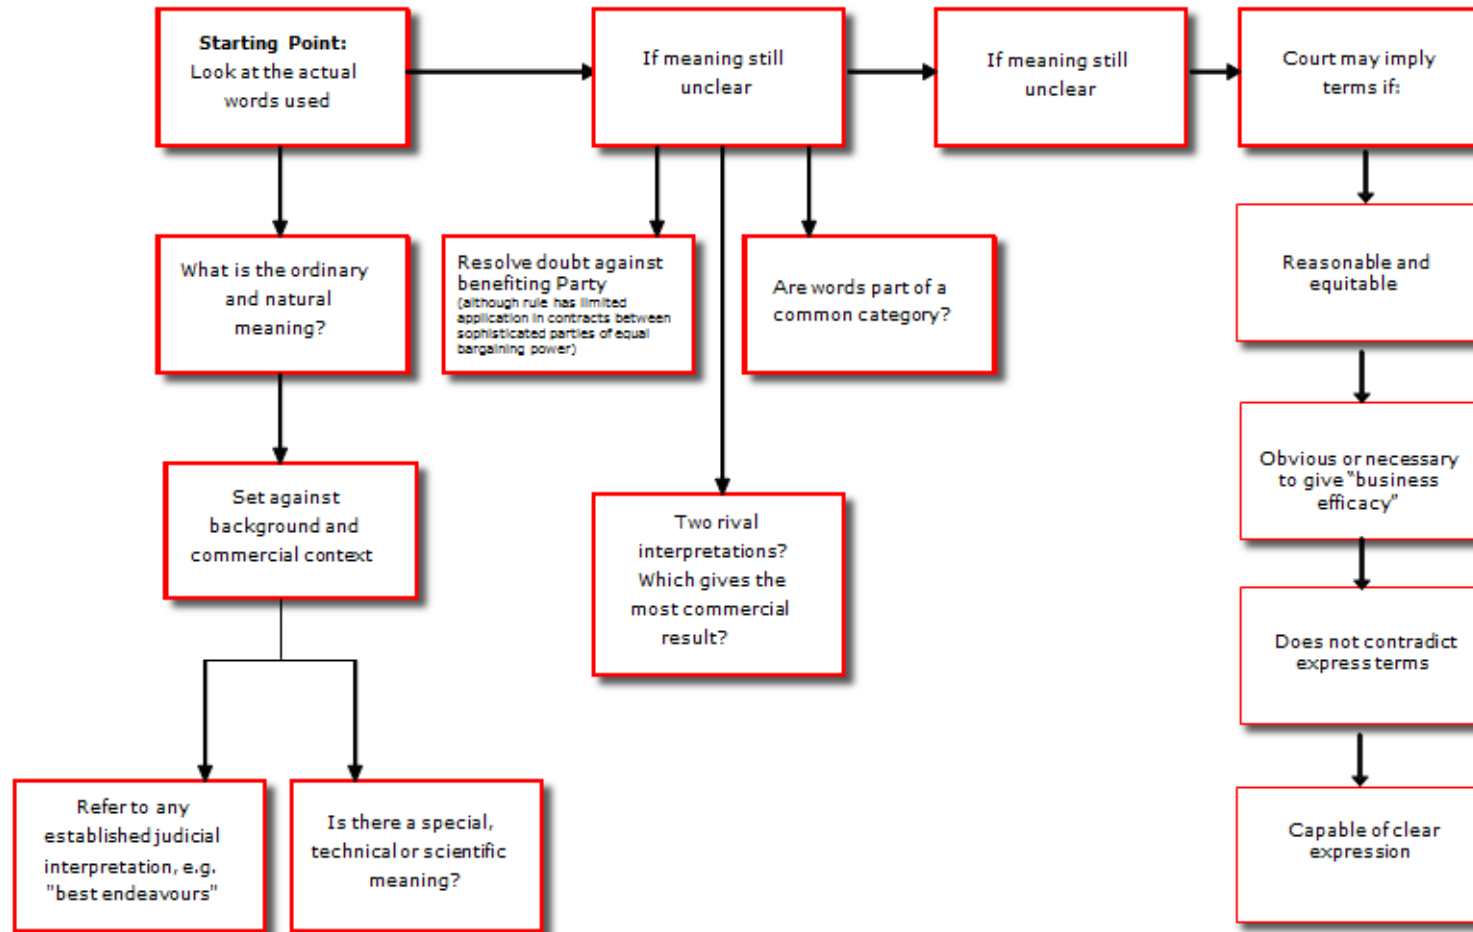 Starting Point:
Look at the actual
words used
If meaning still
unclear
If meaning still
unclear
Court may imply
terms if:
What is the ordinary
and natural
meaning?
Resolve doubt against
benefiting Party
(although rule has limited
application in contracts between
sophisticated parties of equal
bargaining power)
Are words part of a
common category?
Reasonable and
equitable
Set against
background and
commercial context
Two rival
interpretations?
Which gives the
most commercial
result?
Obvious or necessary
to give "business
efficacy"
Does not contradict
express terms
Refer to any
established judicial
interpretation, e.g.
"best endeavours"
Is there a special,
technical or scientific
meaning?
Capable of clear
expression